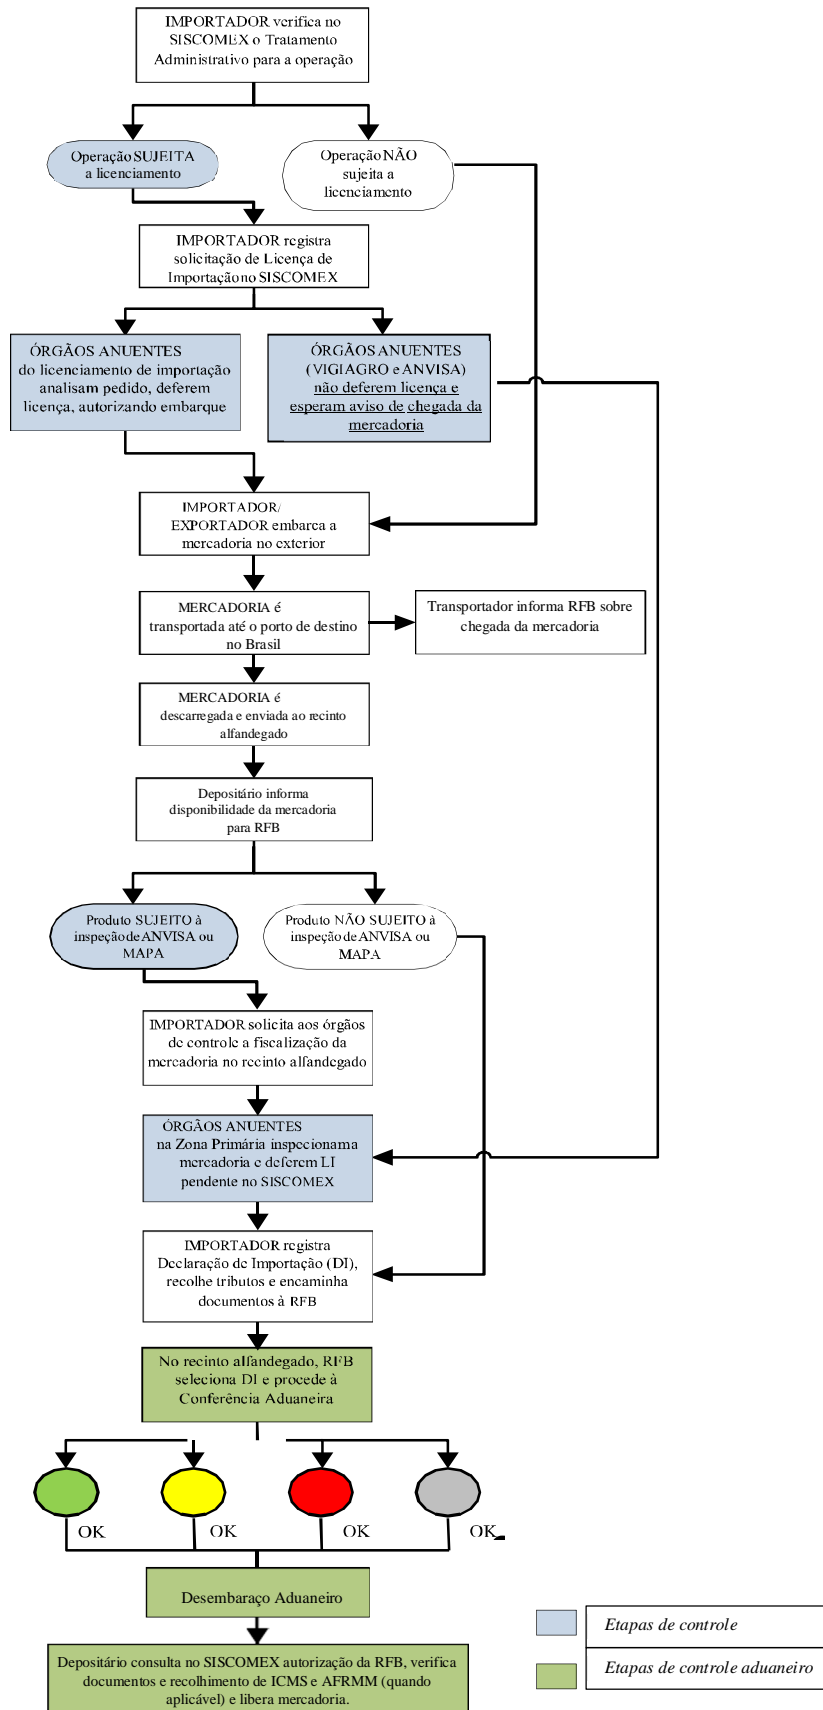 IMPORTADOR verifica no
SISCOMEX o Tratamento
Administrativo para a operação
Operação SUJEITA
a licenciamento
Operação NÃO
sujeita a
licenciamento
IMPORTADOR registra
solicitação de Licença de
Importação no SISCOMEX
ÓRGÃOS ANUENTES
do licenciamento de importação
analisam pedido, deferem
licença, autorizando embarque
ÓRGÃOS ANUENTES
(VIGIAGRO e ANVISA)
não deferem licença e
esperam aviso de chegada da
mercadoria
IMPORTADOR/
EXPORTADOR embarca a
mercadoria no exterior
MERCADORIA é
transportada até o porto de destino
no Brasil
Transportador informa RFB sobre
chegada da mercadoria
MERCADORIA é
descarregada e enviada ao recinto
alfandegado
Depositário informa
disponibilidade da mercadoria
para RFB
Produto SUJEITO à
inspeção de ANVISA ou
MAPA
Produto NÃO SUJEITO à
inspeção de ANVISA ou
MAPA
IMPORTADOR solicita aos órgãos
de controle a fiscalização da
mercadoria no recinto alfandegado
ÓRGÃOS ANUENTES
na Zona Primária inspecionam a
mercadoria e deferem LI
pendente no SISCOMEX
IMPORTADOR registra
Declaração de Importação (DI),
recolhe tributos e encaminha
documentos à RFB
No recinto alfandegado, RFB
seleciona DI e procede à
Conferência Aduaneira
OK
OK
OK
OK
Desembaraço Aduaneiro
Depositário consulta no SISCOMEX autorização da RFB, verifica
documentos e recolhimento de ICMS e AFRMM (quando
aplicável) e libera mercadoria.
Etapas de controle
Etapas de controle aduaneiro